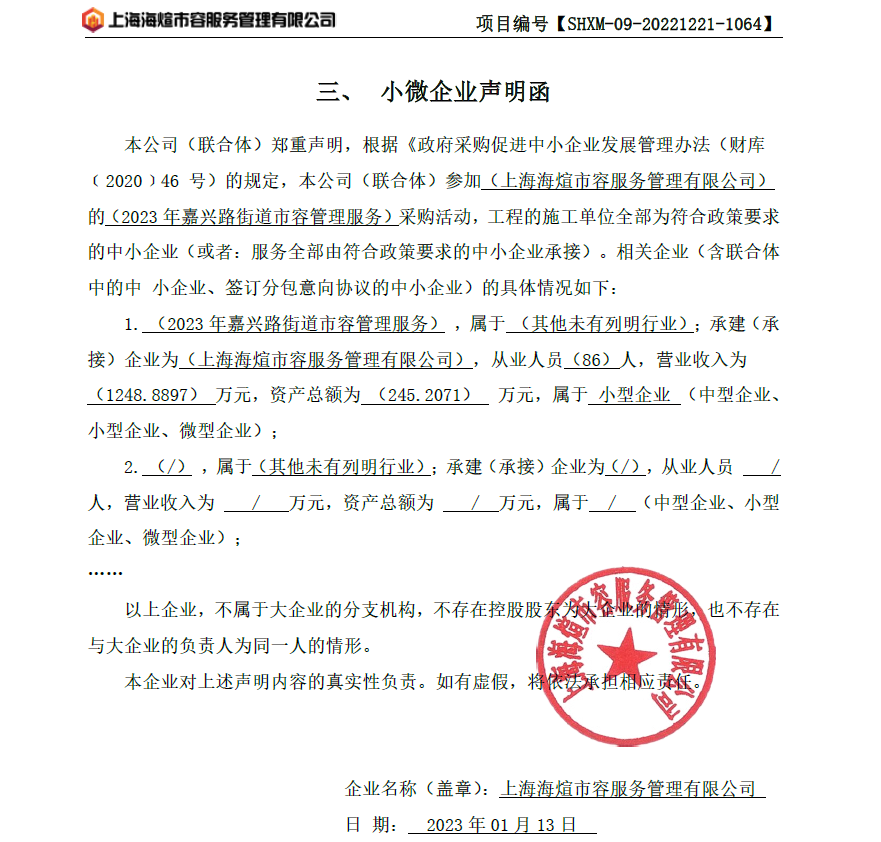 上海海煊市容服务管理有限公司
项目编号【SHXM-09-20221221-1064】
三、 小微企业声明函
本公司（联合体）郑重声明，根据《政府采购促进中小企业发展管理办法（财库
﹝2020﹞46 号）的规定，本公司（联合体）参加（上海海煊市容服务管理有限公司）
的（2023 年嘉兴路街道市容管理服务）采购活动，工程的施工单位全部为符合政策要求
的中小企业（或者：服务全部由符合政策要求的中小企业承接）。相关企业（含联合体
中的中 小企业、签订分包意向协议的中小企业）的具体情况如下：
1. （2023 年嘉兴路街道市容管理服务） ，属于 （其他未有列明行业）；承建（承
接）企业为（上海海煊市容服务管理有限公司），从业人员（86）人，营业收入为
（1248.8897） 万元，资产总额为 （245.2071） 万元，属于 小型企业 （中型企业、
小型企业、微型企业）；
2. （/） ，属于（其他未有列明行业）；承建（承接）企业为（/），从业人员 /
人，营业收入为 / 万元，资产总额为 / 万元，属于 / （中型企业、小型
企业、微型企业）；
……
以上企业，不属于大企业的分支机构，不存在控股股东为大企业的情形，也不存在
与大企业的负责人为同一人的情形。
本企业对上述声明内容的真实性负责。如有虚假，将依法承担相应责任。
上海海煊市容服务管理有限公司
企业名称（盖章）：上海海煊市容服务管理有限公司
日 期： 2023 年 01 月 13 日